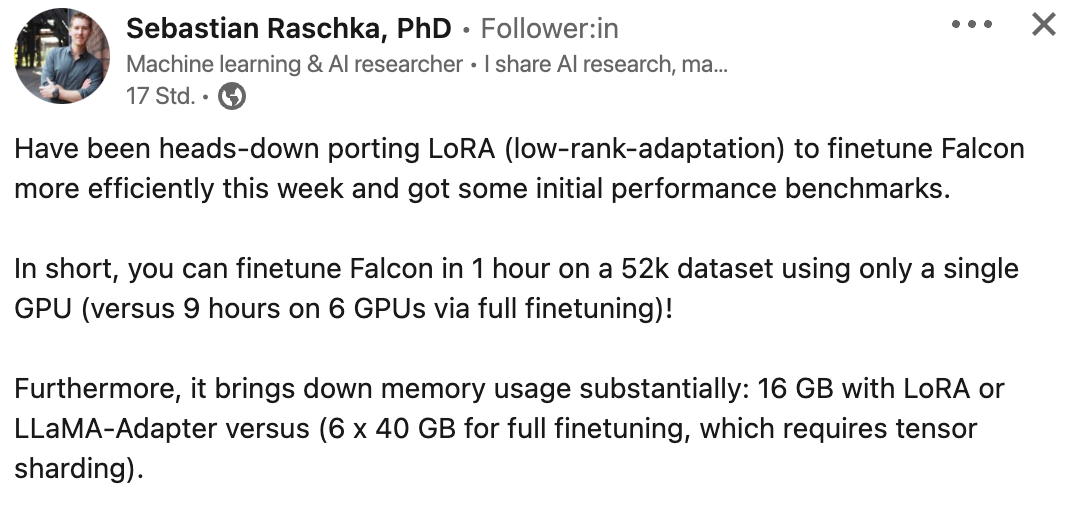 Sebastian Raschka, PhD • Follower:in
Machine learning & AI researcher • I share AI research, ma...
17 Std. •
Have been heads-down porting LoRA (low-rank-adaptation) to finetune Falcon
more efficiently this week and got some initial performance benchmarks.
In short, you can finetune Falcon in 1 hour on a 52k dataset using only a single
GPU (versus 9 hours on 6 GPUs via full finetuning)!
Furthermore, it brings down memory usage substantially: 16 GB with LoRA or
LLaMA-Adapter versus (6 x 40 GB for full finetuning, which requires tensor
sharding).